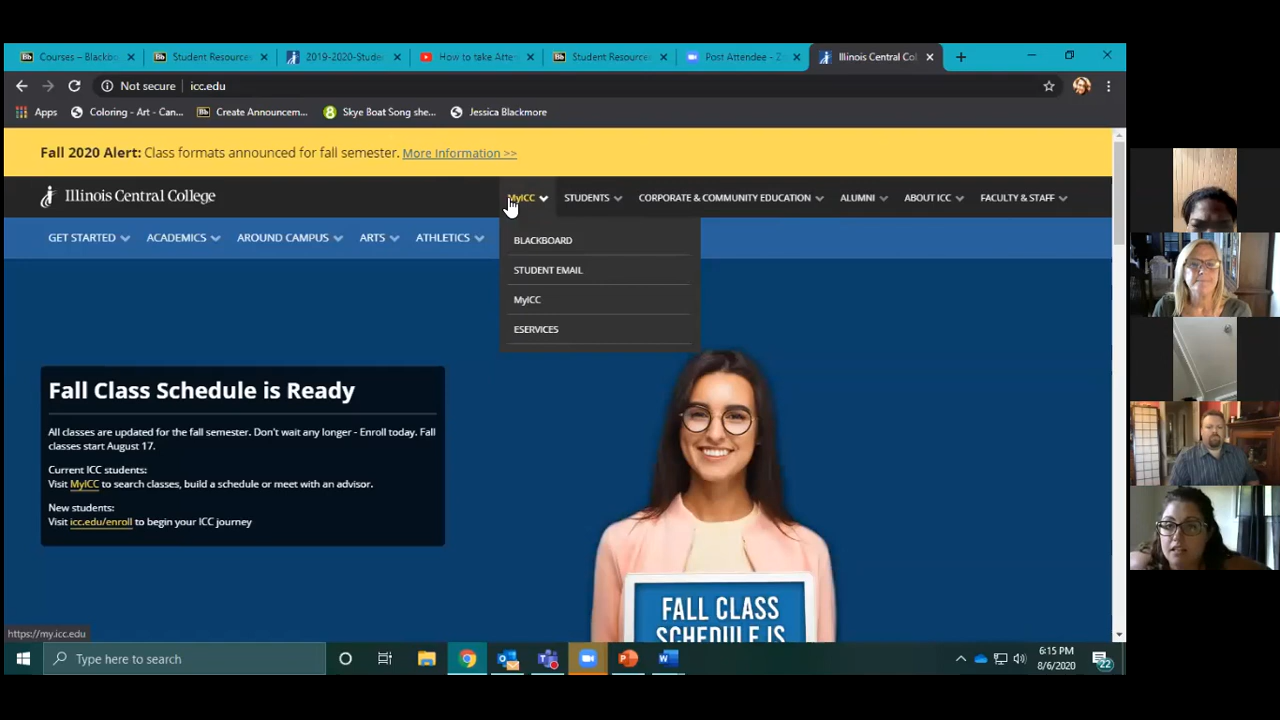 Courses – Blackbo
Student Resource
2019-2020-Stude
How to take Atte
Student Resource
Post Attendee - Z
Illinois Central Co
Not secure
icc.edu
Apps
Coloring - Art - Can...
Create Announcem...
Skye Boat Song she...
Jessica Blackmore
Fall 2020 Alert: Class formats announced for fall semester. More Information >>
Illinois Central College
MyICC
STUDENTS
CORPORATE & COMMUNITY EDUCATION
ALUMNI
ABOUT ICC
FACULTY & STAFF
GET STARTED
ACADEMICS
AROUND CAMPUS
ARTS
ATHLETICS
BLACKBOARD
STUDENT EMAIL
MyICC
ESERVICES
Fall Class Schedule is Ready
All classes are updated for the fall semester. Don't wait any longer - Enroll today. Fall
classes start August 17.
Current ICC students:
Visit MyICC to search classes, build a schedule or meet with an advisor.
New students:
Visit icc.edu/enroll to begin your ICC journey
FALL CLASS
SCHEDULE IS
https://my.icc.edu
Type here to search
6:15 PM
8/6/2020
22